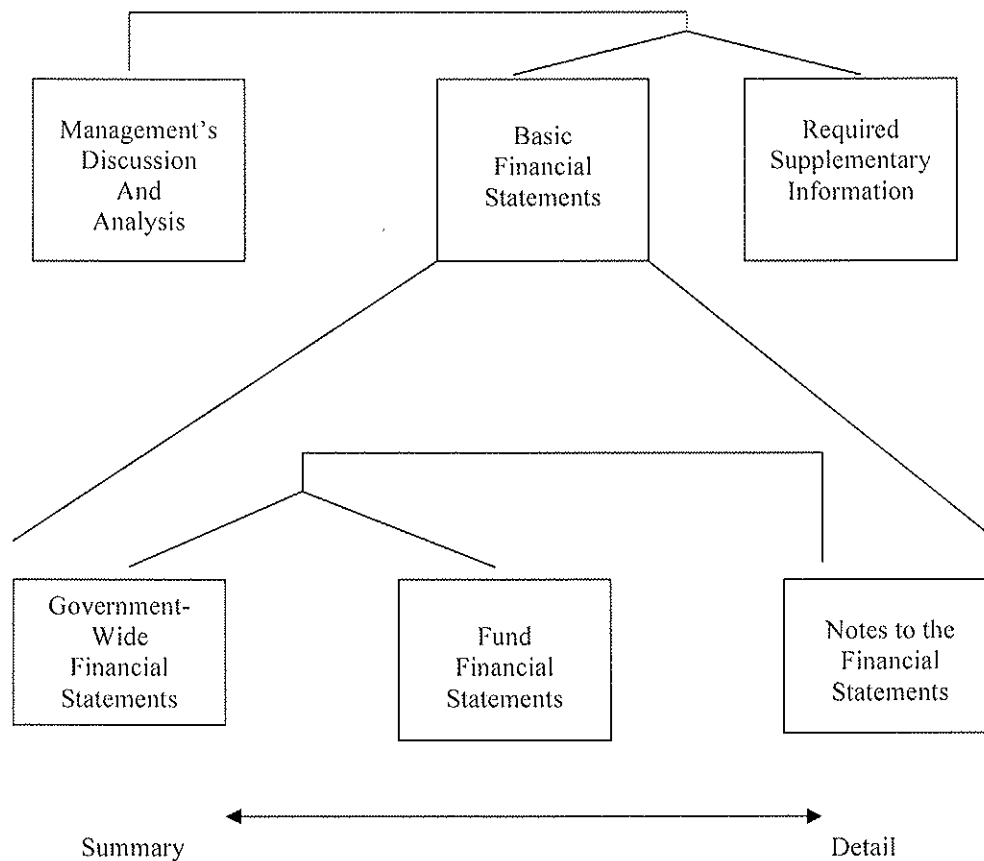 Management's
Discussion
And
Analysis
Basic
Financial
Statements
Required
Supplementary
Information
Government-
Wide
Financial
Statements
Fund
Financial
Statements
Notes to the
Financial
Statements
Summary
Detail